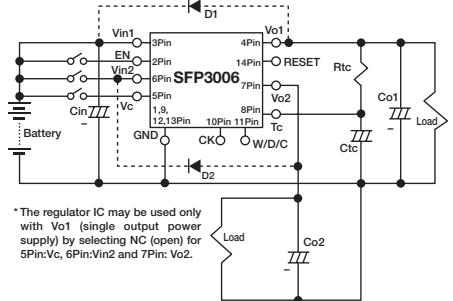 D1
Vin1
Vo1
3Pin
4Pin
EN
2Pin
14Pin
RESET
Rtc
Vin2
6Pin
SFP3006
7Pin
Vo2
Co1
Cin
Vc
5Pin
8Pin
Tc
Load
1,9,
12,13Pin
10Pin
11Pin
Battery
GND
CK
W/D/C
Ctc
D2
* The regulator IC may be used only
with Vo1 (single output power
supply) by selecting NC (open) for
5Pin:Vc, 6Pin:Vin2 and 7Pin: Vo2.
Load
Co2